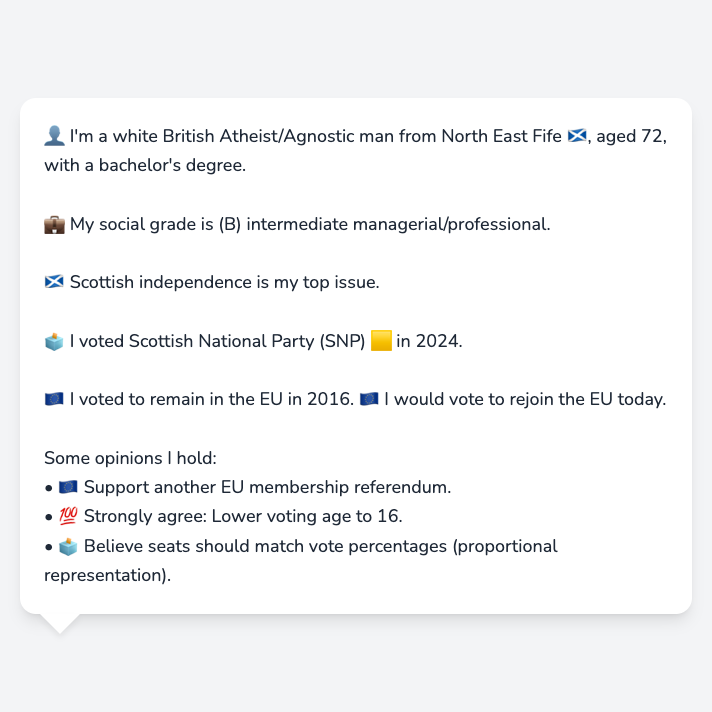 👤 I'm a white British Atheist/Agnostic man from North East Fife 🏴󠁧󠁢󠁳󠁣󠁴󠁿, aged 72,
with a bachelor's degree.
💼 My social grade is (B) intermediate managerial/professional.
🏴󠁧󠁢󠁳󠁣󠁴󠁿 Scottish independence is my top issue.
🗳️ I voted Scottish National Party (SNP) 🟨 in 2024.
🇪🇺 I voted to remain in the EU in 2016. 🇪🇺 I would vote to rejoin the EU today.
Some opinions I hold:
• 🇪🇺 Support another EU membership referendum.
• 💯 Strongly agree: Lower voting age to 16.
• 🗳️ Believe seats should match vote percentages (proportional
representation).